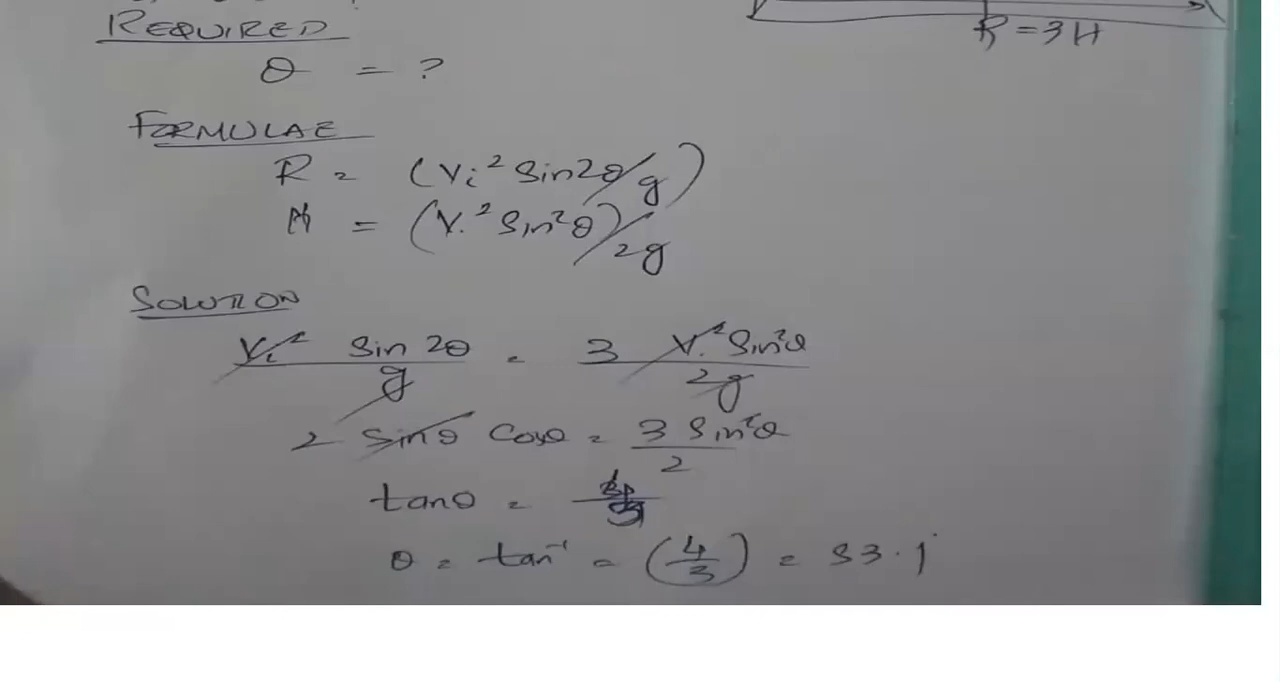 REQUIRED
R = 3H
θ = ?
FORMULAE
R = (Vi² Sin2θ/g)
H = (Vi² Sin²θ)/2g
SOLUTION
Vi² Sin 2θ / g = 3 Vi² Sin²θ / 2g
2 Sinθ Cosθ = 3 Sin²θ / 2
tanθ =
θ = tan⁻¹ = (4/3) = 53.1°